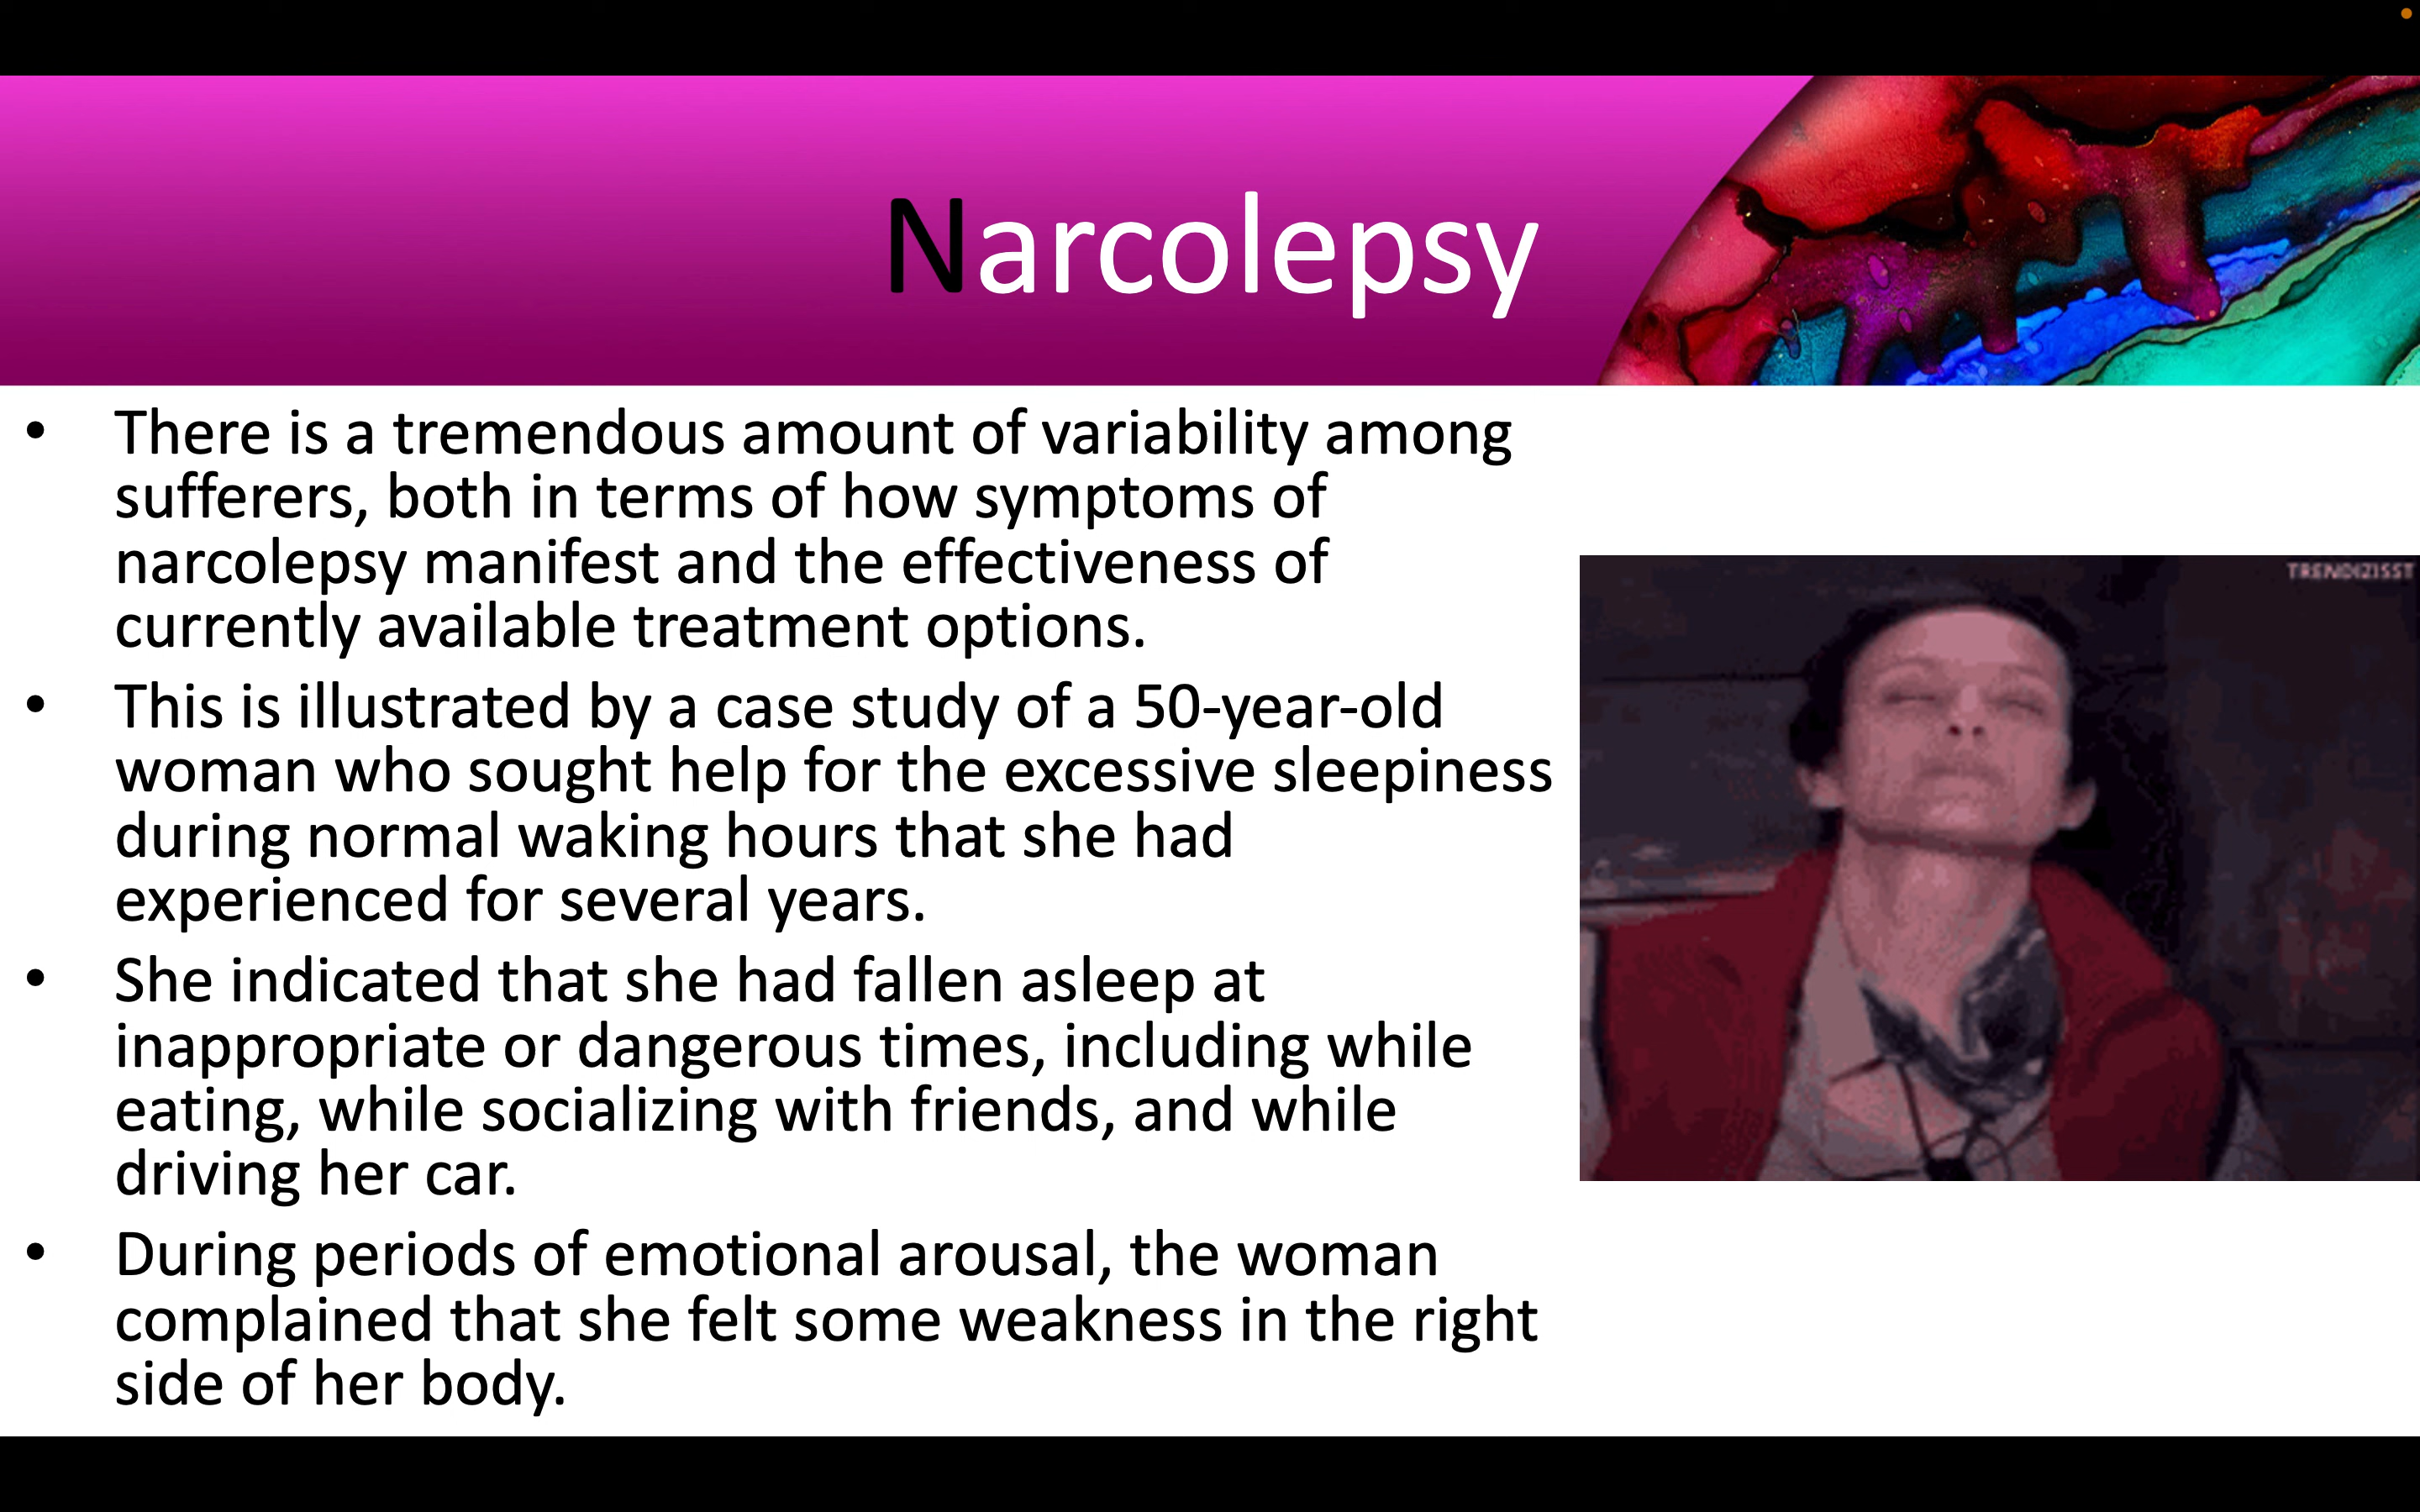 Narcolepsy
• There is a tremendous amount of variability among
sufferers, both in terms of how symptoms of
narcolepsy manifest and the effectiveness of
currently available treatment options.
• This is illustrated by a case study of a 50-year-old
woman who sought help for the excessive sleepiness
during normal waking hours that she had
experienced for several years.
• She indicated that she had fallen asleep at
inappropriate or dangerous times, including while
eating, while socializing with friends, and while
driving her car.
• During periods of emotional arousal, the woman
complained that she felt some weakness in the right
side of her body.
TRENDIZISST